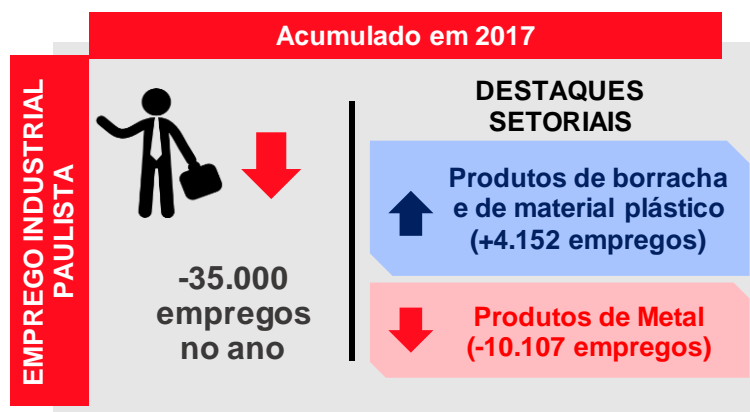 Acumulado em 2017
EMPREGO INDUSTRIAL
PAULISTA
-35.000
empregos
no ano
DESTAQUES
SETORIAIS
Produtos de borracha
e de material plástico
(+4.152 empregos)
Produtos de Metal
(-10.107 empregos)